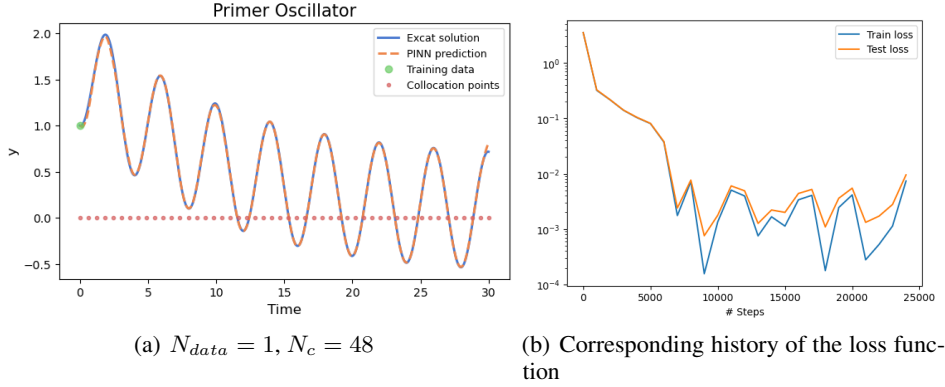 Primer Oscillator
2.0
1.5
1.0
0.5
0.0
−0.5
y
Excat solution
PINN prediction
Training data
Collocation points
0 5 10 15 20 25 30
Time
(a) N_data = 1, N_c = 48
10^0
10^−1
10^−2
10^−3
10^−4
Train loss
Test loss
0 5000 10000 15000 20000 25000
# Steps
(b) Corresponding history of the loss func-
tion